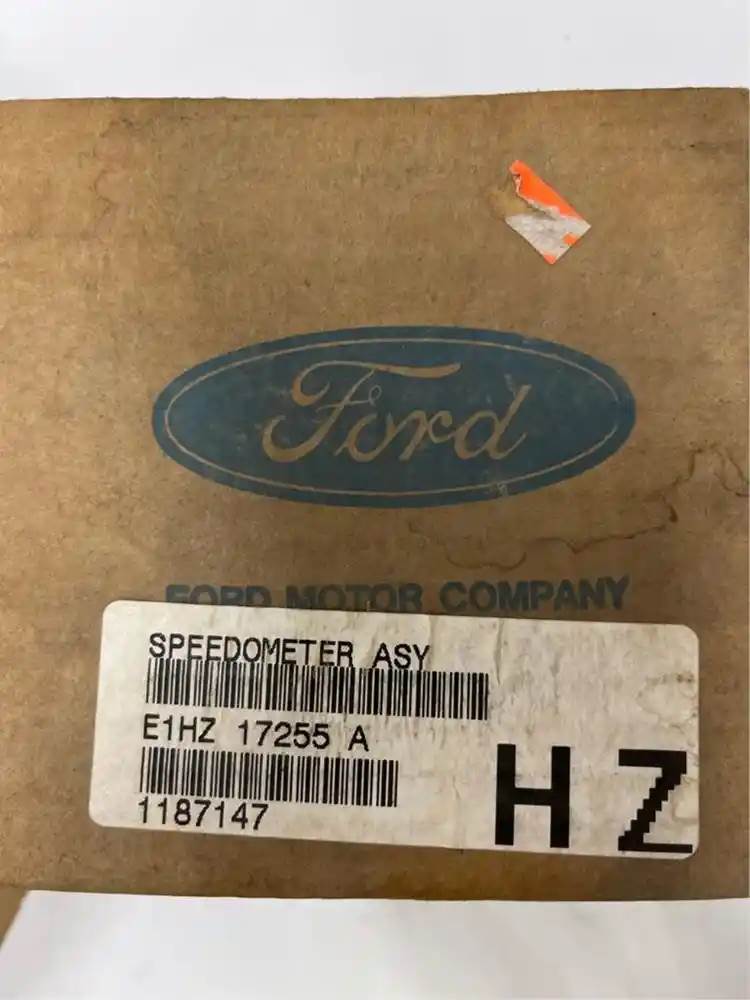 Ford
FORD MOTOR COMPANY
SPEEDOMETER ASY
E1HZ 17255 A
1187147
HZ